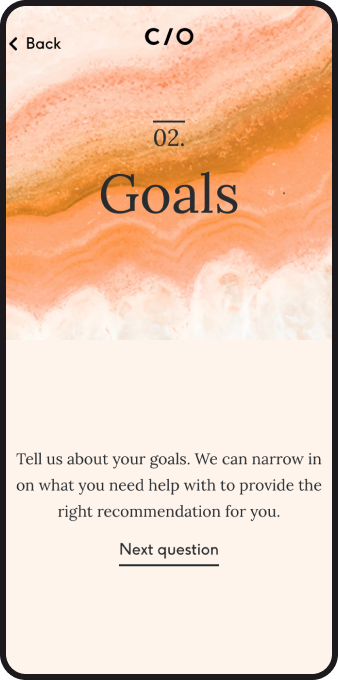 C/O
Back
02.
Goals
Tell us about your goals. We can narrow in
on what you need help with to provide the
right recommendation for you.
Next question